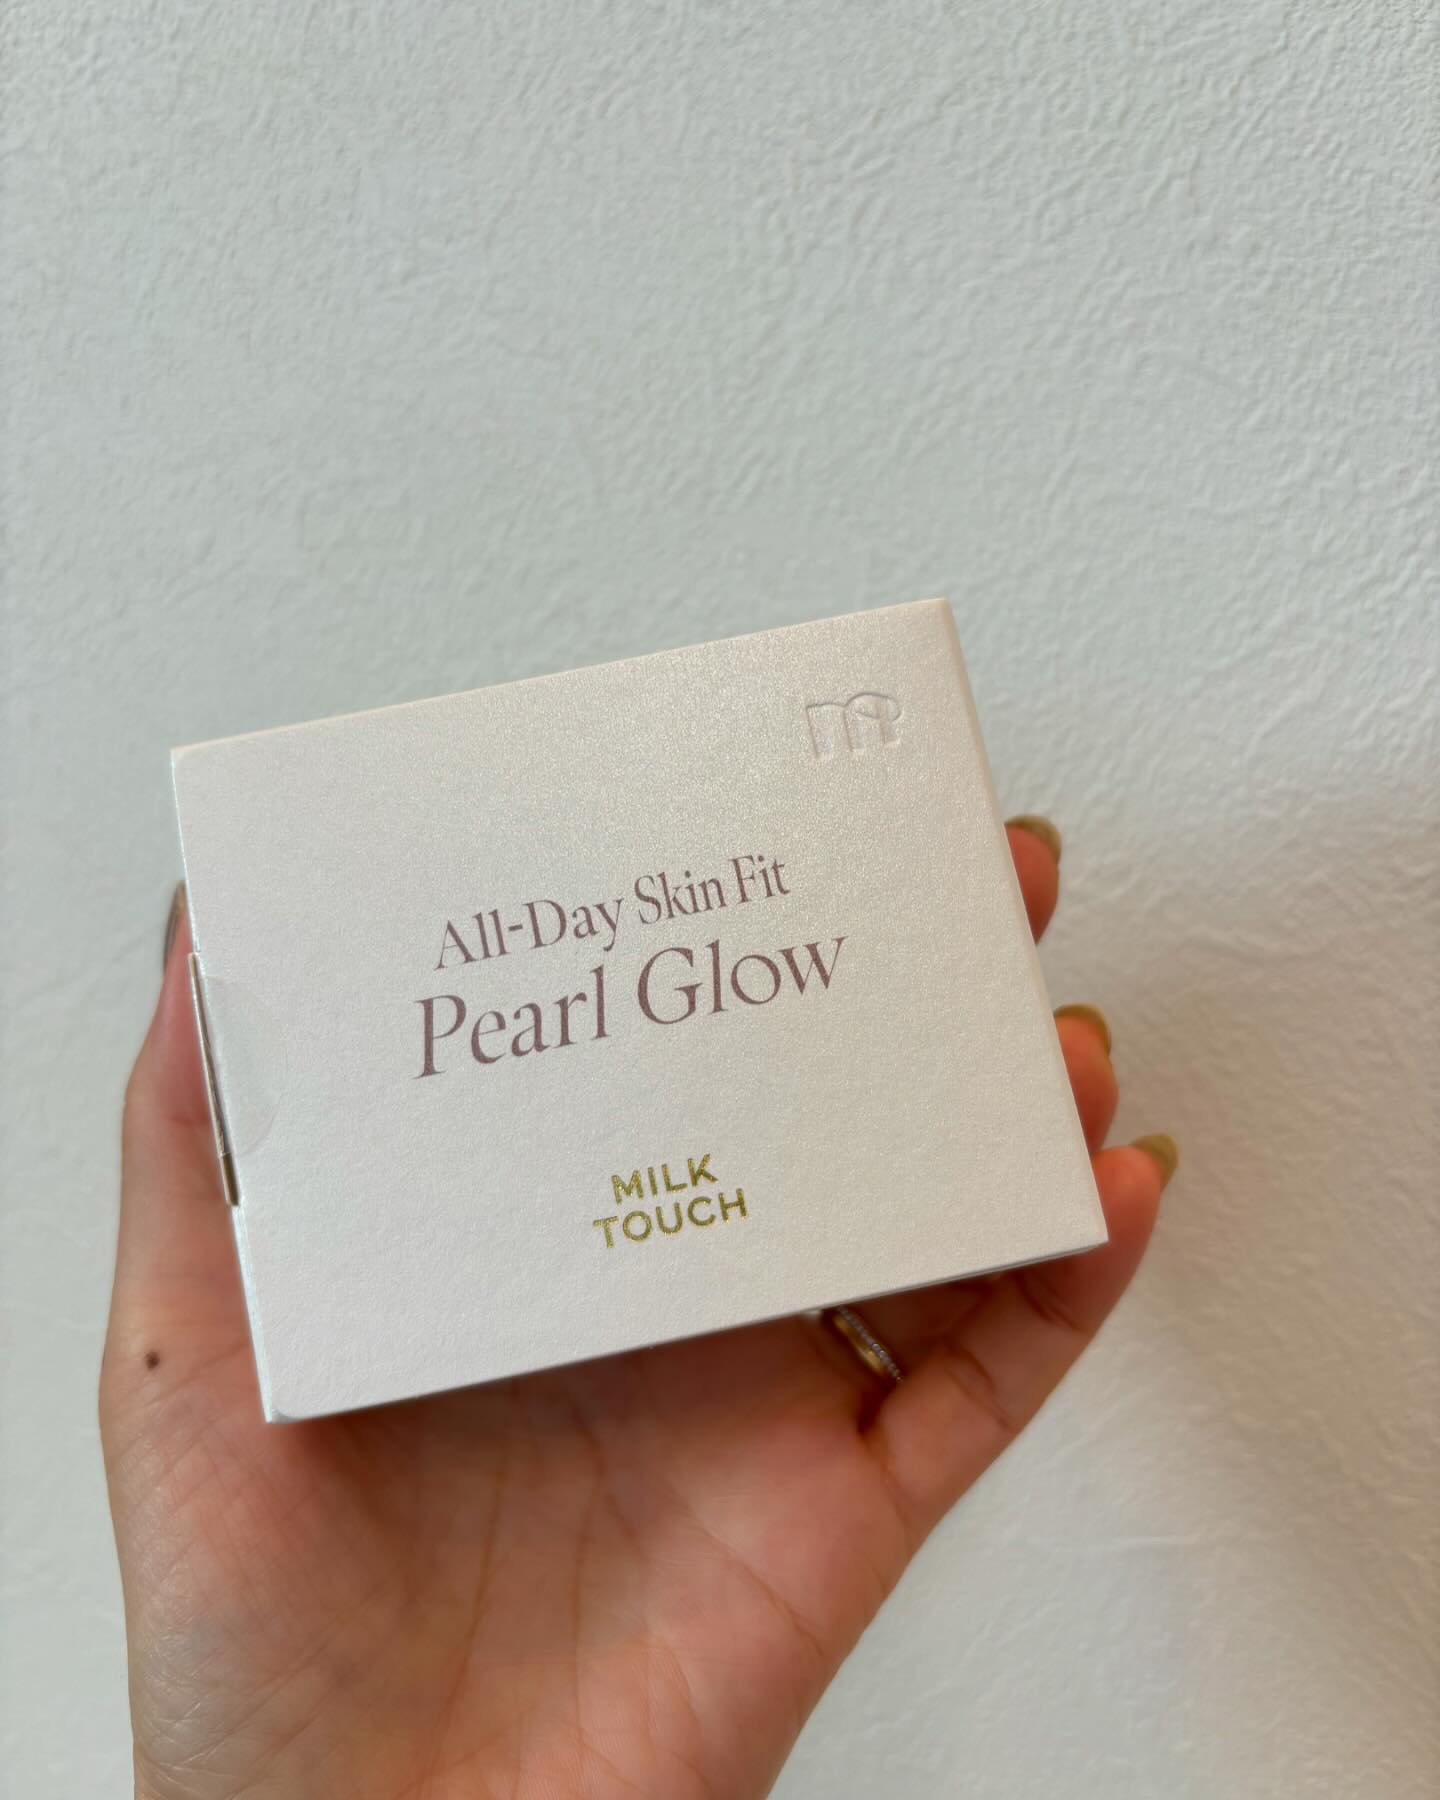 m
All-Day Skin Fit
Pearl Glow
MILK
TOUCH